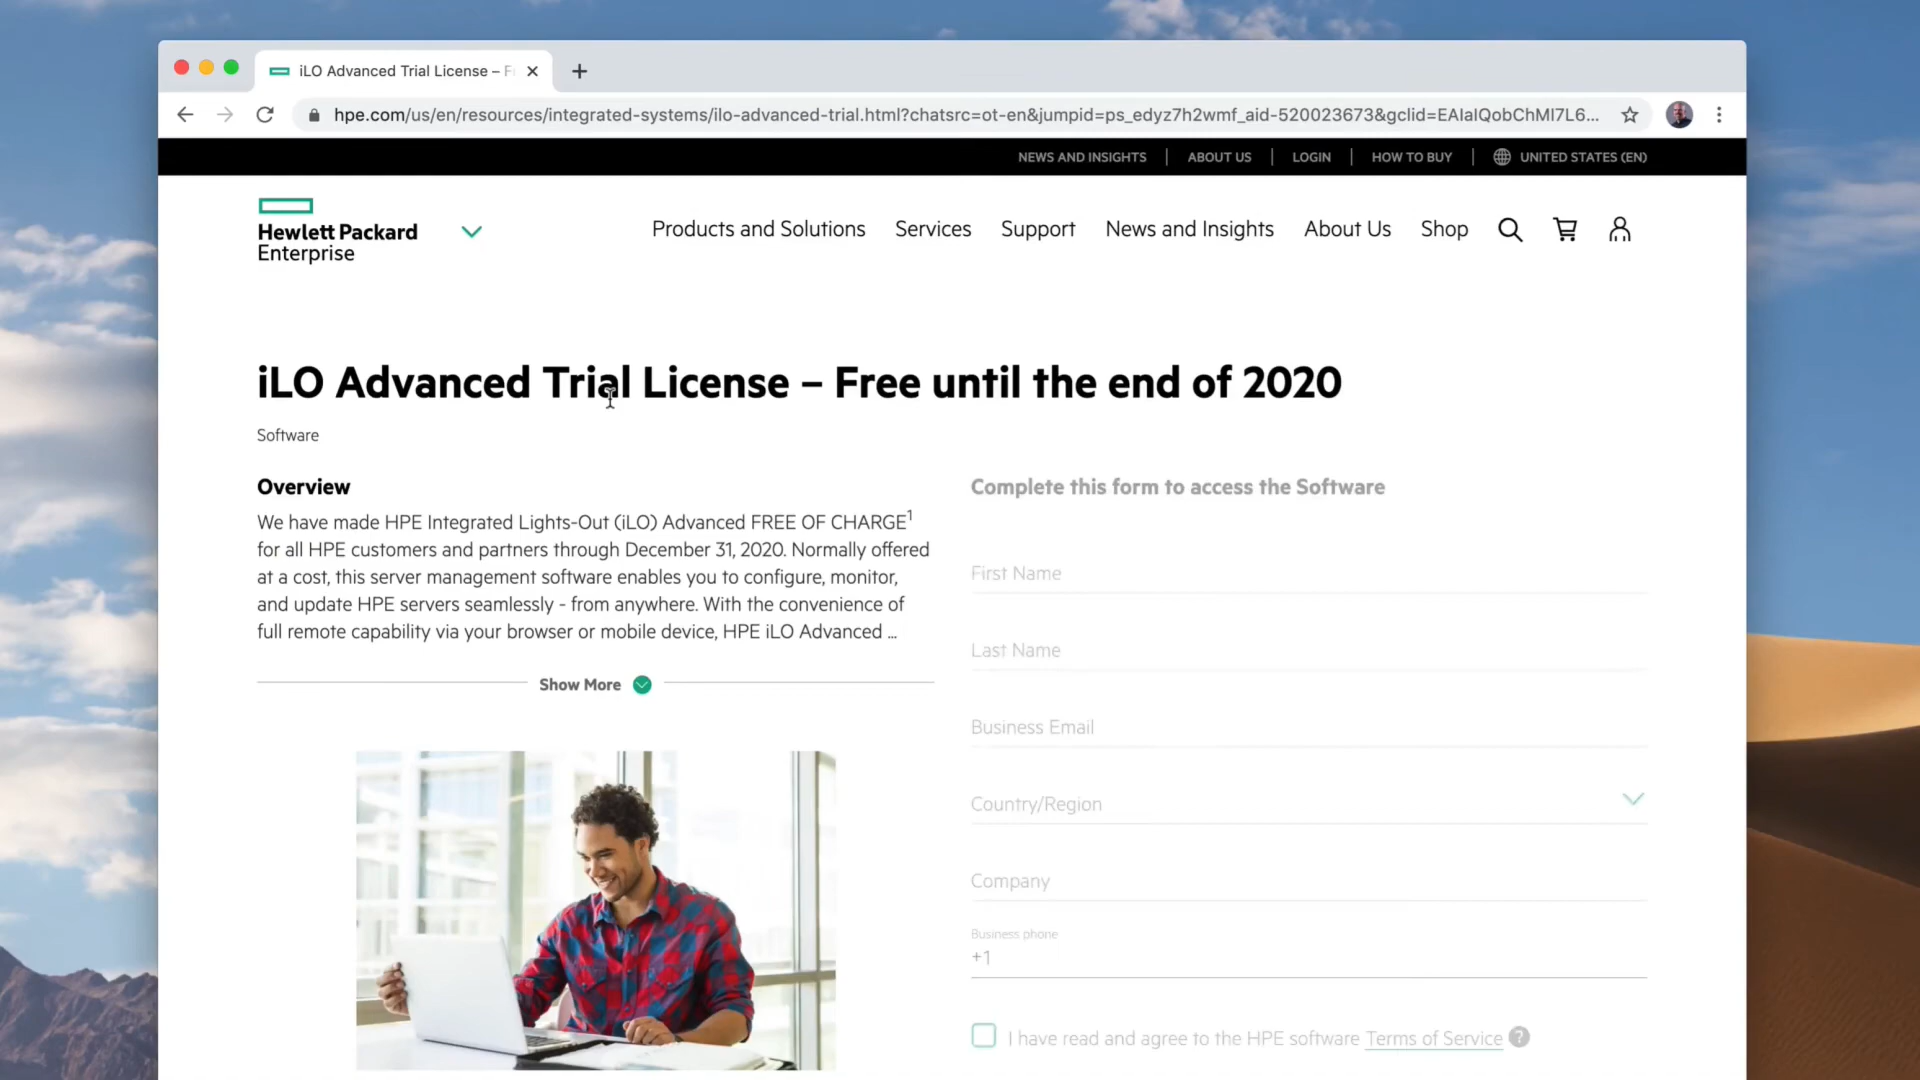 iLO Advanced Trial License – F
hpe.com/us/en/resources/integrated-systems/ilo-advanced-trial.html?chatsrc=ot-en&jumpid=ps_edyz7h2wmf_aid-520023673&gclid=EAIaIQobChMI7L6...
NEWS AND INSIGHTS | ABOUT US | LOGIN | HOW TO BUY | UNITED STATES (EN)
Hewlett Packard
Enterprise
Products and Solutions Services Support News and Insights About Us Shop
iLO Advanced Trial License – Free until the end of 2020
Software
Overview
We have made HPE Integrated Lights-Out (iLO) Advanced FREE OF CHARGE1
for all HPE customers and partners through December 31, 2020. Normally offered
at a cost, this server management software enables you to configure, monitor,
and update HPE servers seamlessly - from anywhere. With the convenience of
full remote capability via your browser or mobile device, HPE iLO Advanced ...
Show More
Complete this form to access the Software
First Name
Last Name
Business Email
Country/Region
Company
Business phone
+1
I have read and agree to the HPE software Terms of Service ?